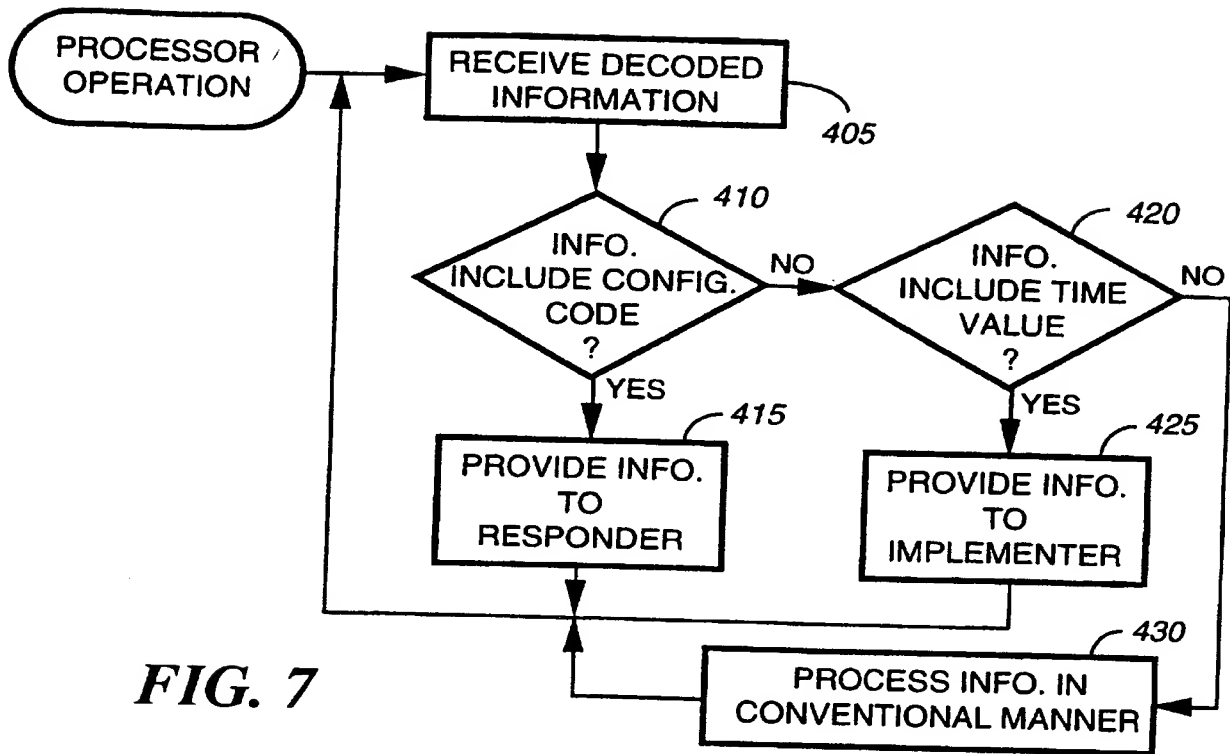 PROCESSOR
OPERATION
RECEIVE DECODED
INFORMATION
405
410
INFO.
INCLUDE CONFIG.
CODE
?
NO
YES
420
INFO.
INCLUDE TIME
VALUE
?
NO
YES
415
PROVIDE INFO.
TO
RESPONDER
425
PROVIDE INFO.
TO
IMPLEMENTER
430
PROCESS INFO. IN
CONVENTIONAL MANNER
FIG. 7